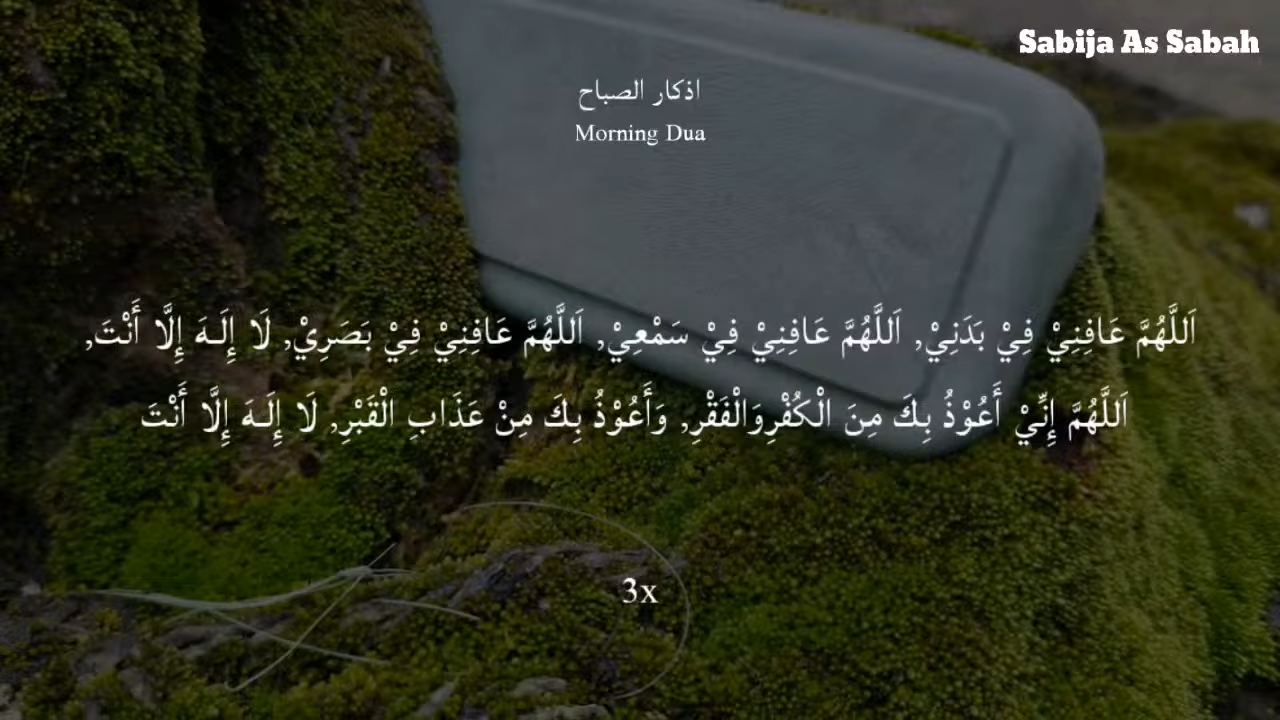 Sabija As Sabah
اذكار الصباح
Morning Dua
اَللَّهُمَّ عَافِنِيْ فِيْ بَدَنِيْ, اَللَّهُمَّ عَافِنِيْ فِيْ سَمْعِيْ, اَللَّهُمَّ عَافِنِيْ فِيْ بَصَرِيْ, لَا إِلَـهَ إِلَّا أَنْتَ,
اَللَّهُمَّ إِنِّيْ أَعُوْذُ بِكَ مِنَ الْكُفْرِوَالْفَقْرِ, وَأَعُوْذُ بِكَ مِنْ عَذَابِ الْقَبْرِ, لَا إِلَـهَ إِلَّا أَنْتَ
3x